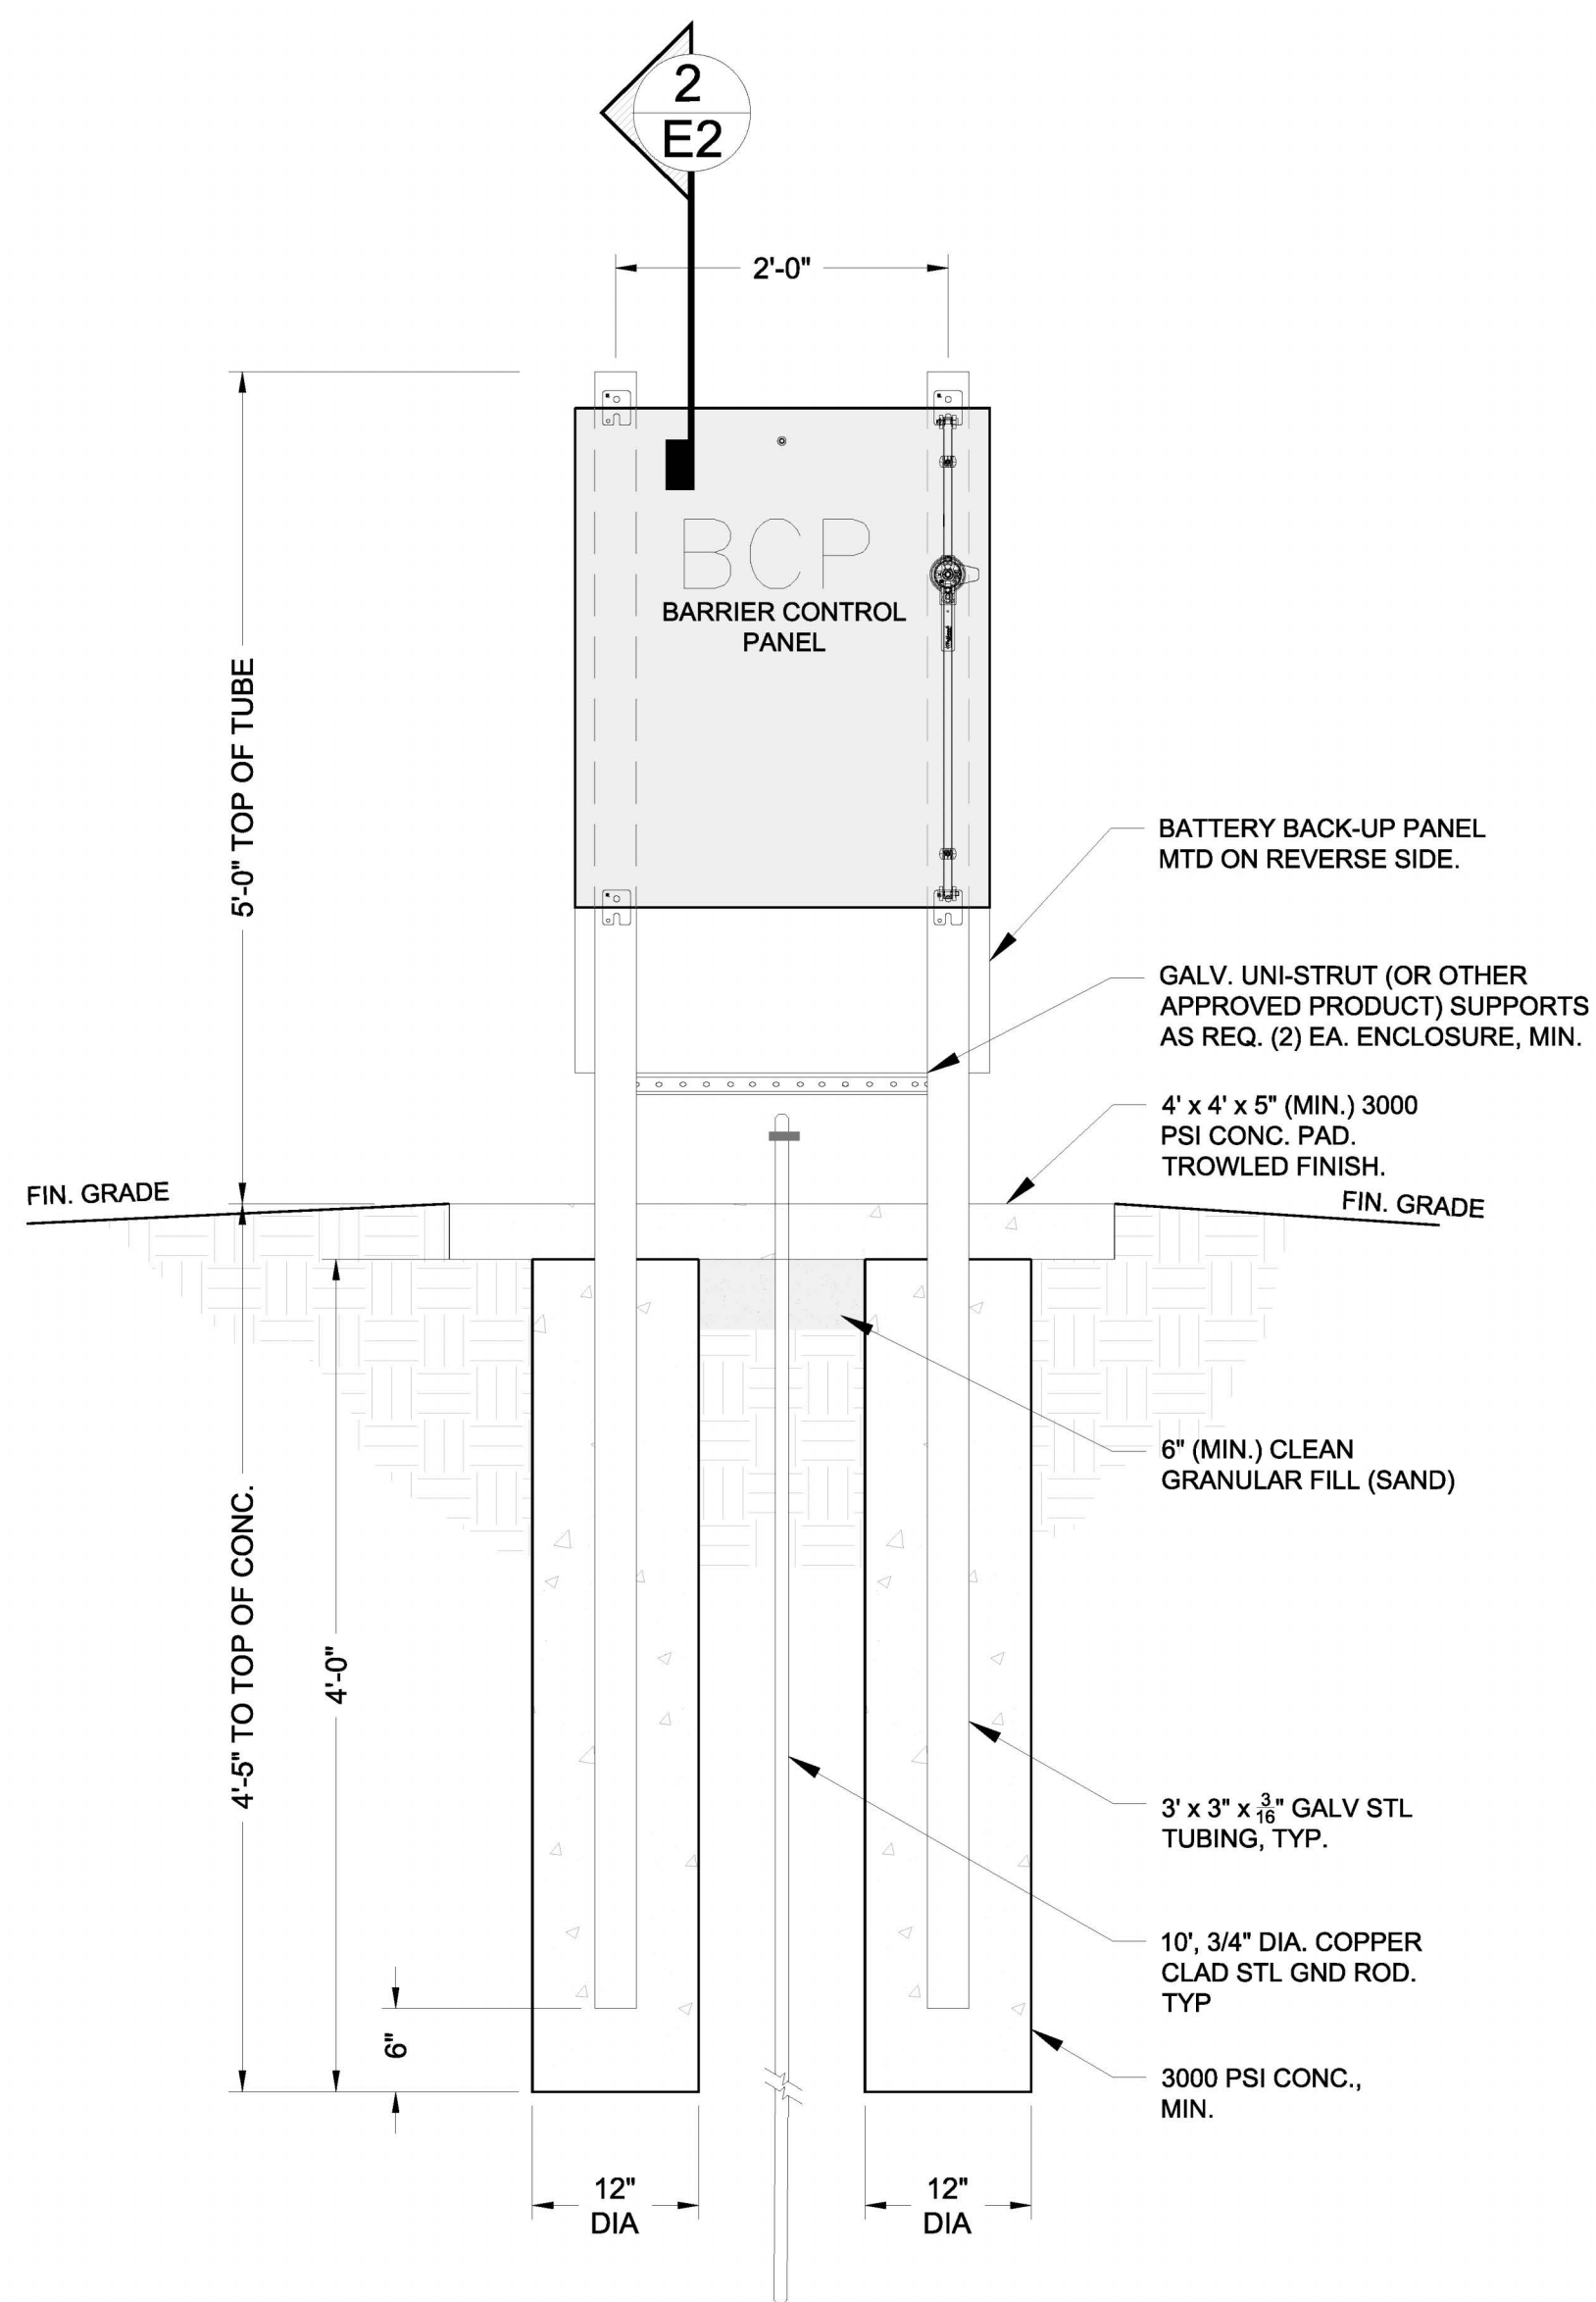 2
E2
2'-0"
BCP
BARRIER CONTROL
PANEL
5'-0" TOP OF TUBE
BATTERY BACK-UP PANEL
MTD ON REVERSE SIDE.
GALV. UNI-STRUT (OR OTHER
APPROVED PRODUCT) SUPPORTS
AS REQ. (2) EA. ENCLOSURE, MIN.
4' x 4' x 5" (MIN.) 3000
PSI CONC. PAD.
TROWLED FINISH.
FIN. GRADE
FIN. GRADE
6" (MIN.) CLEAN
GRANULAR FILL (SAND)
4'-5" TO TOP OF CONC.
4'-0"
3' x 3" x 3/16" GALV STL
TUBING, TYP.
10', 3/4" DIA. COPPER
CLAD STL GND ROD.
TYP
6"
3000 PSI CONC.,
MIN.
12"
DIA
12"
DIA